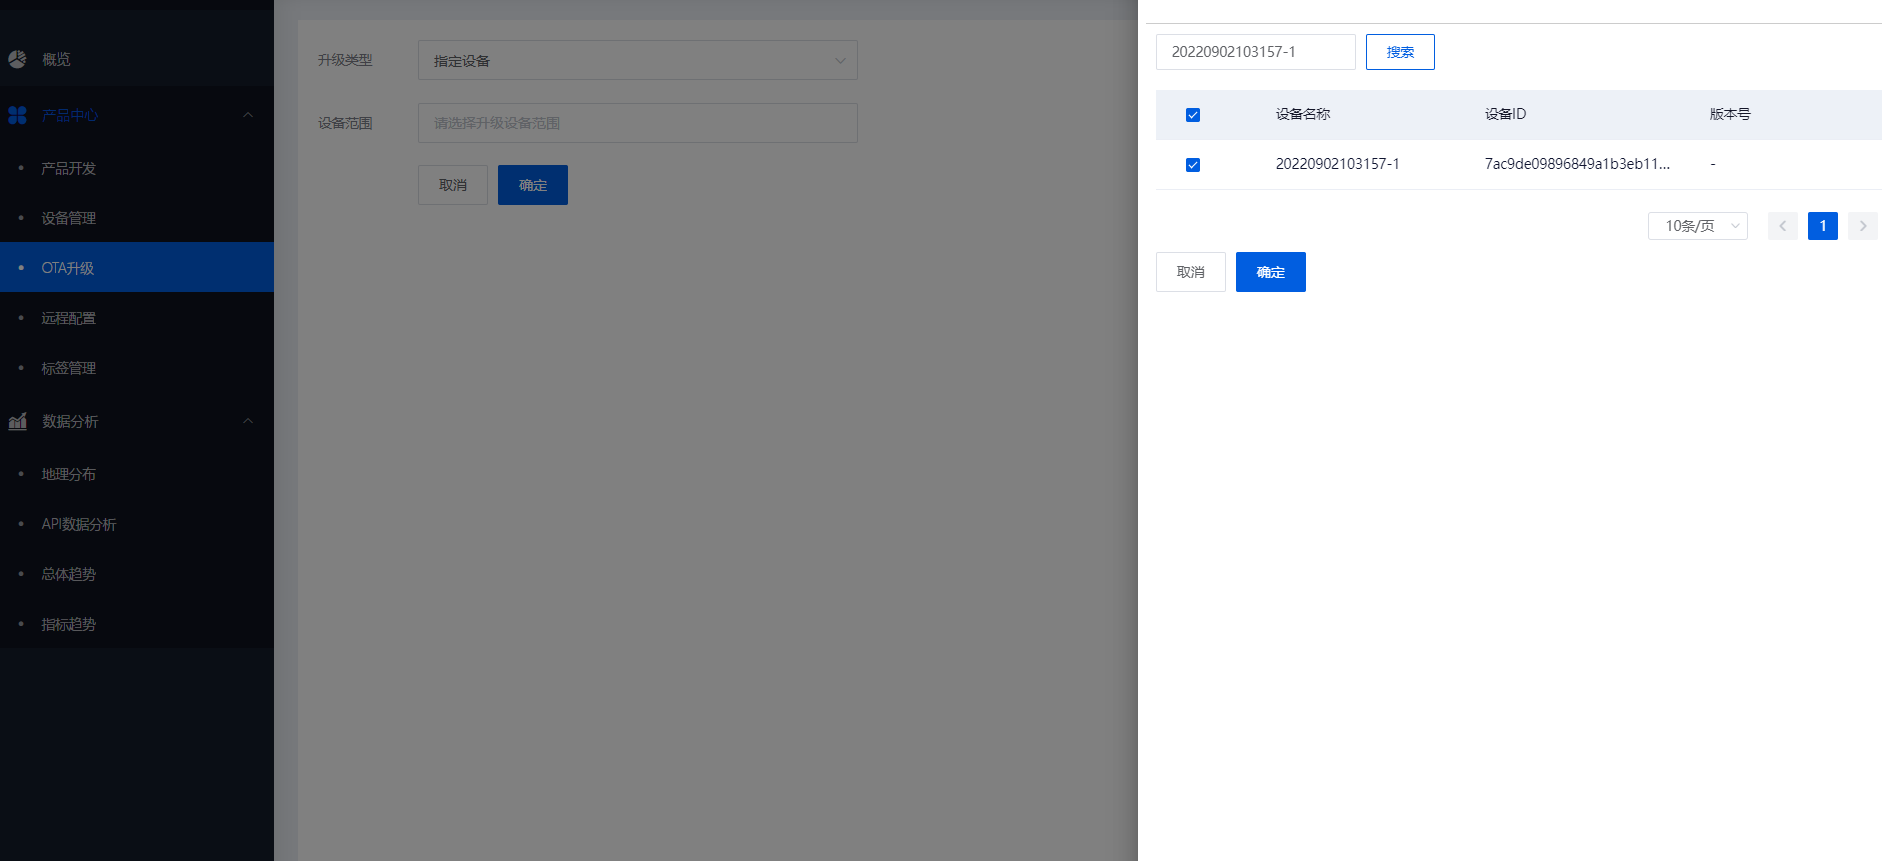 概览
产品中心
产品开发
设备管理
OTA升级
远程配置
标签管理
数据分析
地理分布
API数据分析
总体趋势
指标趋势
升级类型 指定设备
设备范围 请选择升级设备范围
取消 确定
20220902103157-1 搜索
设备名称 设备ID 版本号
20220902103157-1 7ac9de09896849a1b3eb11... -
10条/页 1
取消 确定